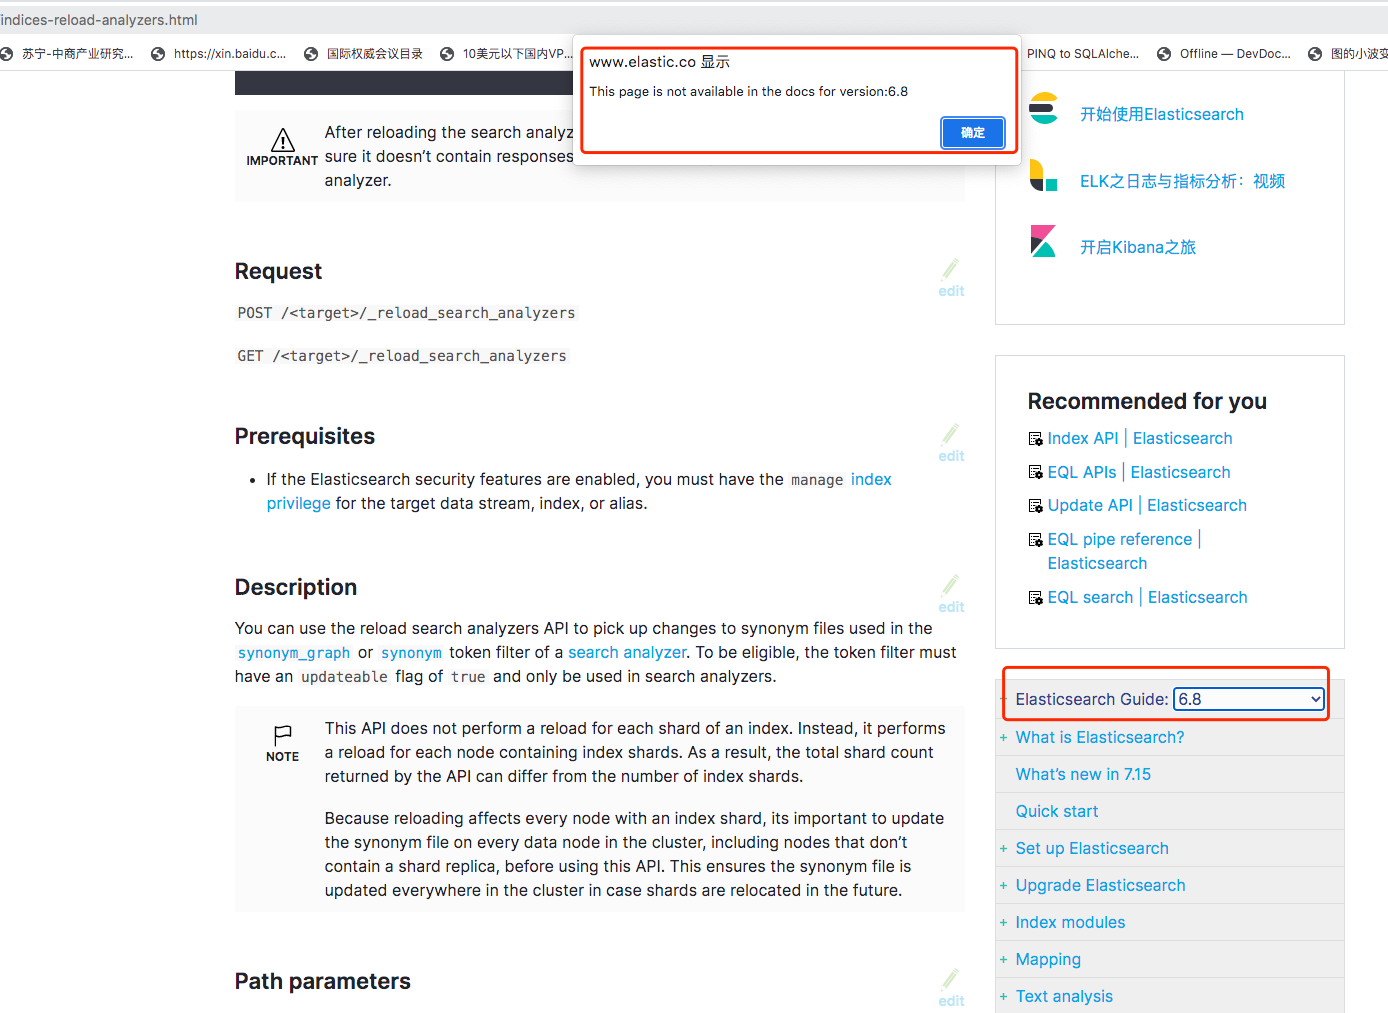 indices-reload-analyzers.html
苏宁-中商产业研究...
https://xin.baidu.c...
国际权威会议目录
10美元以下国内VP...
PINQ to SQLAlche...
Offline — DevDoc...
图的小波变
www.elastic.co 显示
This page is not available in the docs for version:6.8
确定
IMPORTANT
After reloading the search analyz
sure it doesn’t contain responses
analyzer.
开始使用Elasticsearch
ELK之日志与指标分析：视频
开启Kibana之旅
Request
edit
POST /<target>/_reload_search_analyzers
GET /<target>/_reload_search_analyzers
Prerequisites
edit
• If the Elasticsearch security features are enabled, you must have the manage index
privilege for the target data stream, index, or alias.
Description
edit
You can use the reload search analyzers API to pick up changes to synonym files used in the
synonym_graph or synonym token filter of a search analyzer. To be eligible, the token filter must
have an updateable flag of true and only be used in search analyzers.
NOTE
This API does not perform a reload for each shard of an index. Instead, it performs
a reload for each node containing index shards. As a result, the total shard count
returned by the API can differ from the number of index shards.
Because reloading affects every node with an index shard, its important to update
the synonym file on every data node in the cluster, including nodes that don’t
contain a shard replica, before using this API. This ensures the synonym file is
updated everywhere in the cluster in case shards are relocated in the future.
Path parameters
edit
Recommended for you
Index API | Elasticsearch
EQL APIs | Elasticsearch
Update API | Elasticsearch
EQL pipe reference |
Elasticsearch
EQL search | Elasticsearch
Elasticsearch Guide: 6.8
+ What is Elasticsearch?
What’s new in 7.15
Quick start
+ Set up Elasticsearch
+ Upgrade Elasticsearch
+ Index modules
+ Mapping
+ Text analysis